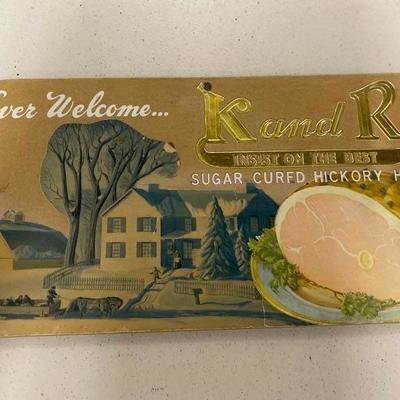 ver Welcome...
K and R
INSIST ON THE BEST
SUGAR CURED HICKORY H